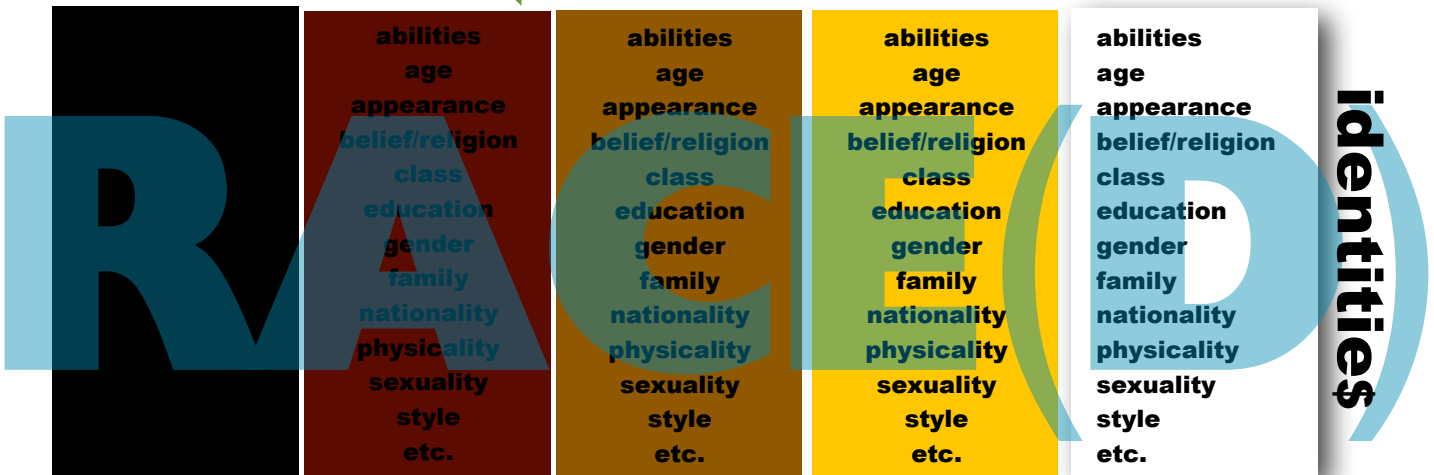 RACE(D)
abilities
age
appearance
belief/religion
class
education
gender
family
nationality
physicality
sexuality
style
etc.
abilities
age
appearance
belief/religion
class
education
gender
family
nationality
physicality
sexuality
style
etc.
abilities
age
appearance
belief/religion
class
education
gender
family
nationality
physicality
sexuality
style
etc.
abilities
age
appearance
belief/religion
class
education
gender
family
nationality
physicality
sexuality
style
etc.
identitie$